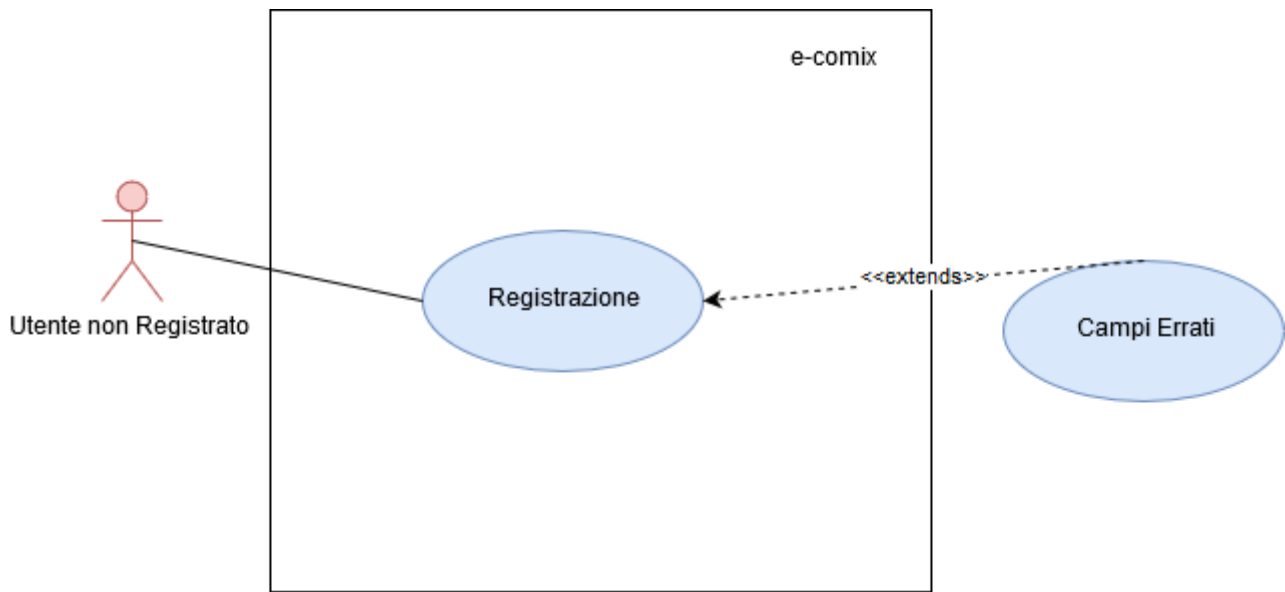 e-comix
Utente non Registrato
Registrazione
<<extends>>
Campi Errati